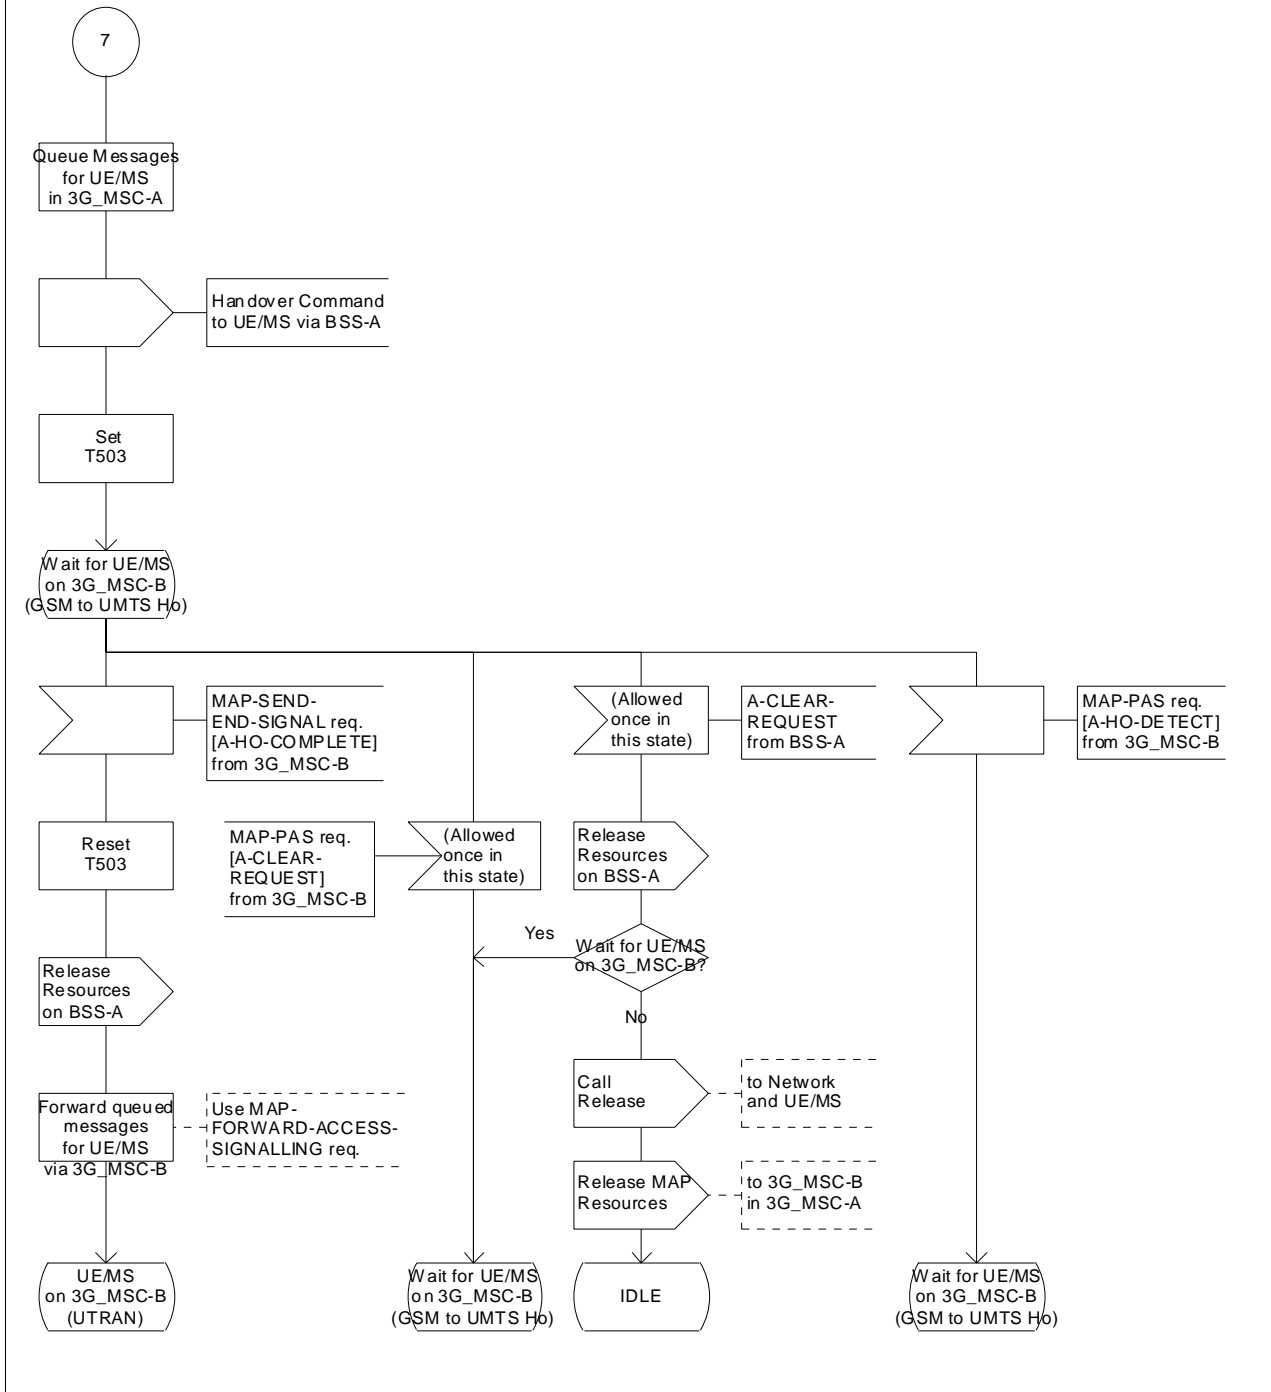 7
Queue Messages
for UE/MS
in 3G_MSC-A
Handover Command
to UE/MS via BSS-A
Set
T503
Wait for UE/MS
on 3G_MSC-B
(GSM to UMTS Ho)
MAP-SEND-
END-SIGNAL req.
[A-HO-COMPLETE]
from 3G_MSC-B
(Allowed
once in
this state)
A-CLEAR-
REQUEST
from BSS-A
MAP-PAS req.
[A-HO-DETECT]
from 3G_MSC-B
Reset
T503
MAP-PAS req.
[A-CLEAR-
REQUEST]
from 3G_MSC-B
(Allowed
once in
this state)
Release
Resources
on BSS-A
Yes
Wait for UE/MS
on 3G_MSC-B?
No
Release
Resources
on BSS-A
Call
Release
to Network
and UE/MS
Forward queued
messages
for UE/MS
via 3G_MSC-B
Use MAP-
FORWARD-ACCESS-
SIGNALLING req.
Release MAP
Resources
to 3G_MSC-B
in 3G_MSC-A
UE/MS
on 3G_MSC-B
(UTRAN)
Wait for UE/MS
on 3G_MSC-B
(GSM to UMTS Ho)
IDLE
Wait for UE/MS
on 3G_MSC-B
(GSM to UMTS Ho)